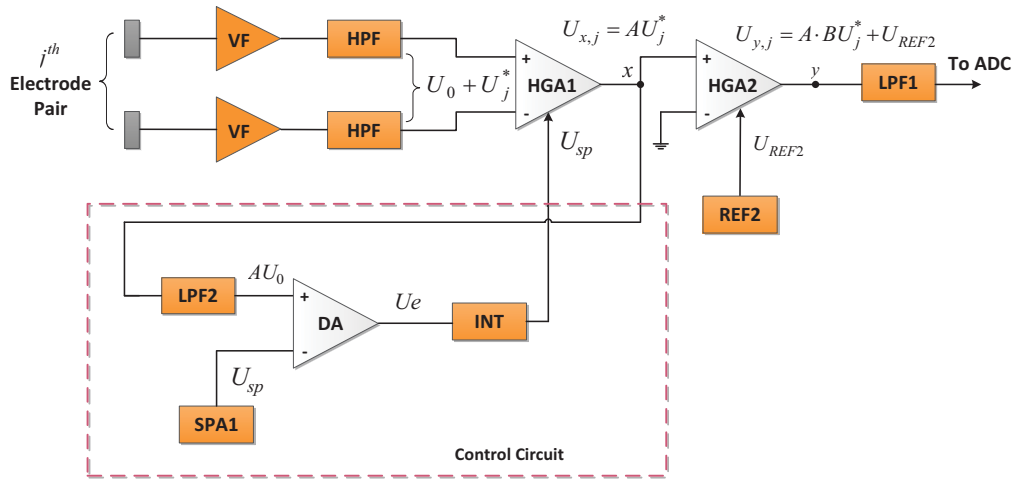 j^{th}
Electrode
Pair
VF
HPF
VF
HPF
U_0 + U_j^*
+
HGA1
-
U_{sp}
U_{x,j} = AU_j^*
x
+
HGA2
-
U_{y,j} = A·BU_j^* + U_{REF2}
y
LPF1
To ADC
U_{REF2}
REF2
LPF2
AU_0
+
DA
-
Ue
INT
U_{sp}
SPA1
Control Circuit